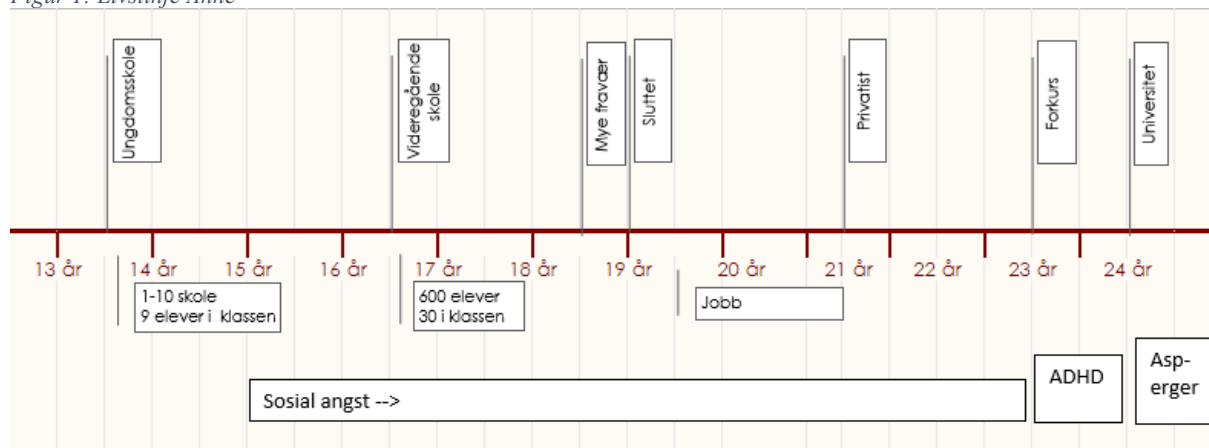 Figur 1: Livslinje Anne
Ungdomsskole
Videregående
skole
Mye fravær
Sluttet
Privatist
Forkurs
Universitet
13 år
14 år
15 år
16 år
17 år
18 år
19 år
20 år
21 år
22 år
23 år
24 år
1-10 skole
9 elever i klassen
600 elever
30 i klassen
Jobb
Sosial angst -->
ADHD
Asp-
erger